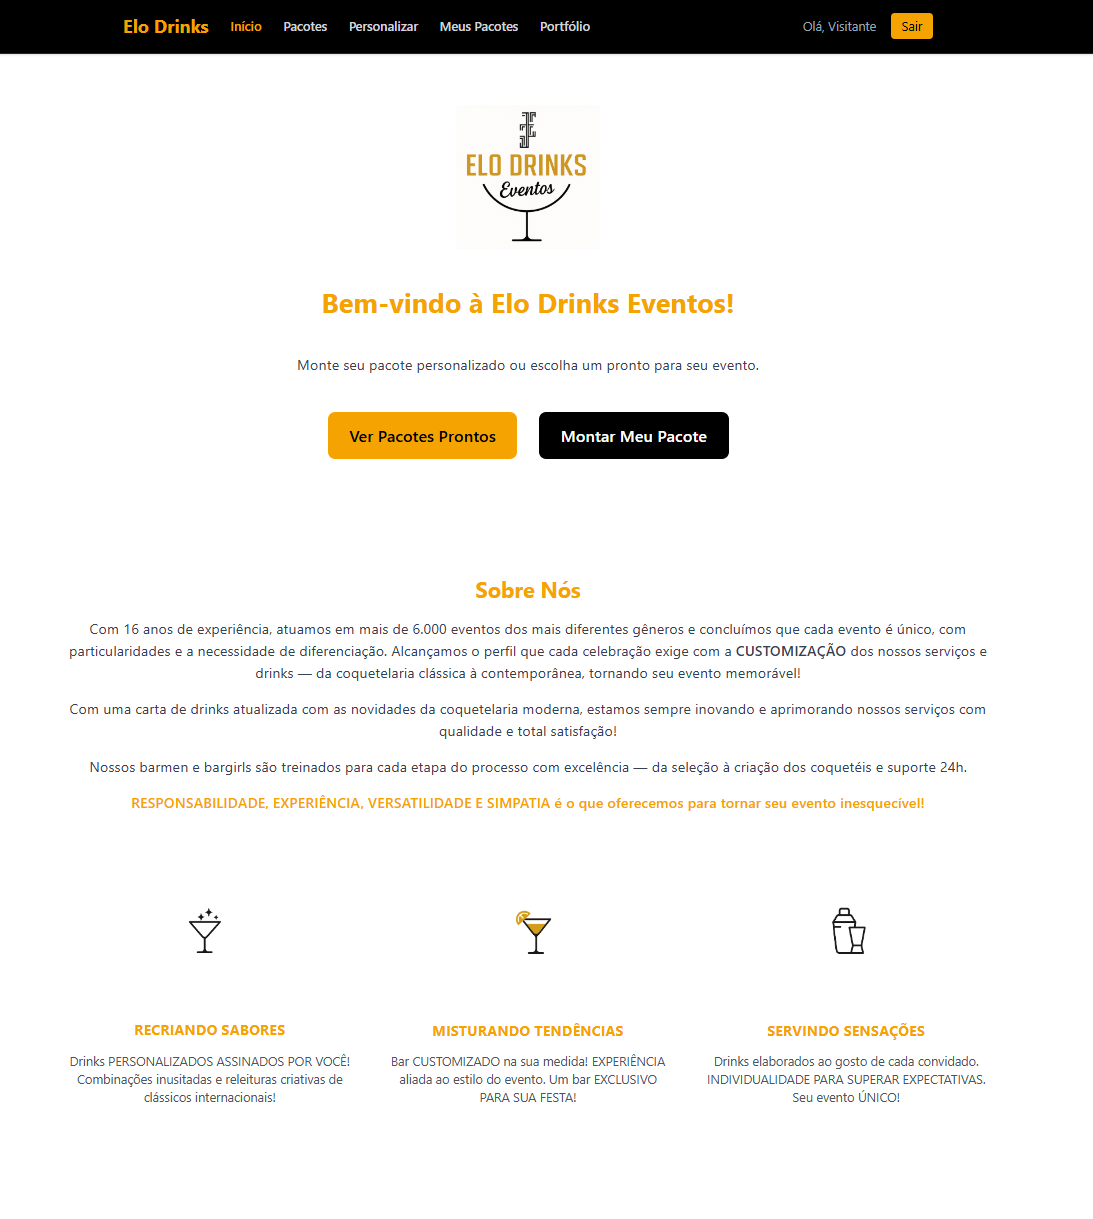 Elo Drinks Início Pacotes Personalizar Meus Pacotes Portfólio Olá, Visitante Sair
ELO DRINKS
Eventos
Bem-vindo à Elo Drinks Eventos!
Monte seu pacote personalizado ou escolha um pronto para seu evento.
Ver Pacotes Prontos Montar Meu Pacote
Sobre Nós
Com 16 anos de experiência, atuamos em mais de 6.000 eventos dos mais diferentes gêneros e concluímos que cada evento é único, com
particularidades e a necessidade de diferenciação. Alcançamos o perfil que cada celebração exige com a CUSTOMIZAÇÃO dos nossos serviços e
drinks — da coquetelaria clássica à contemporânea, tornando seu evento memorável!
Com uma carta de drinks atualizada com as novidades da coquetelaria moderna, estamos sempre inovando e aprimorando nossos serviços com
qualidade e total satisfação!
Nossos barmen e bargirls são treinados para cada etapa do processo com excelência — da seleção à criação dos coquetéis e suporte 24h.
RESPONSABILIDADE, EXPERIÊNCIA, VERSATILIDADE E SIMPATIA é o que oferecemos para tornar seu evento inesquecível!
RECRIANDO SABORES
Drinks PERSONALIZADOS ASSINADOS POR VOCÊ!
Combinações inusitadas e releituras criativas de
clássicos internacionais!
MISTURANDO TENDÊNCIAS
Bar CUSTOMIZADO na sua medida! EXPERIÊNCIA
aliada ao estilo do evento. Um bar EXCLUSIVO
PARA SUA FESTA!
SERVINDO SENSAÇÕES
Drinks elaborados ao gosto de cada convidado.
INDIVIDUALIDADE PARA SUPERAR EXPECTATIVAS.
Seu evento ÚNICO!